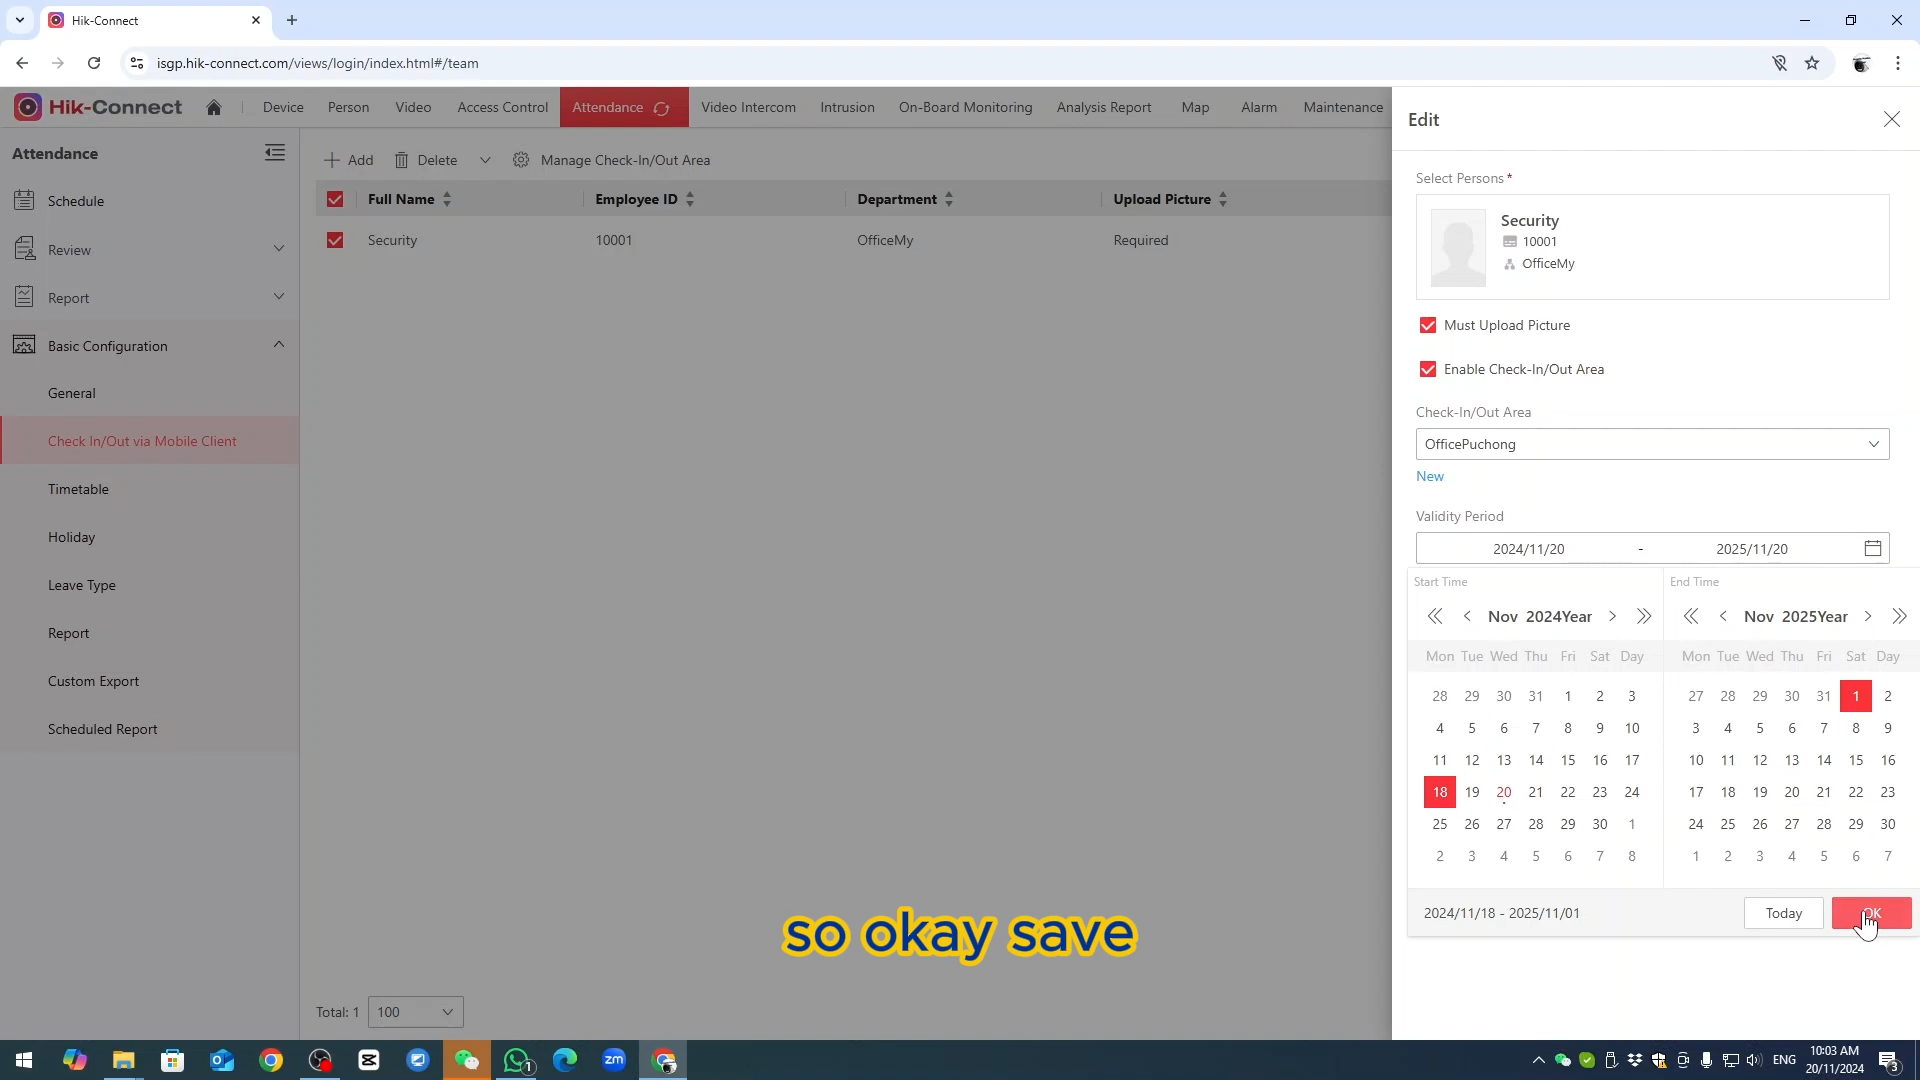 Hik-Connect
isgp.hik-connect.com/views/login/index.html#/team
Hik-Connect Device Person Video Access Control Attendance Video Intercom Intrusion On-Board Monitoring Analysis Report Map Alarm Maintenance
Attendance
Schedule
Review
Report
Basic Configuration
General
Check In/Out via Mobile Client
Timetable
Holiday
Leave Type
Report
Custom Export
Scheduled Report
Add Delete Manage Check-In/Out Area
Full Name Employee ID Department Upload Picture
Security 10001 OfficeMy Required
Total: 1 100
Edit
Select Persons *
Security
10001
OfficeMy
Must Upload Picture
Enable Check-In/Out Area
Check-In/Out Area
OfficePuchong
New
Validity Period
2024/11/20 - 2025/11/20
Start Time End Time
Nov 2024Year Nov 2025Year
Mon Tue Wed Thu Fri Sat Day Mon Tue Wed Thu Fri Sat Day
28 29 30 31 1 2 3 27 28 29 30 31 1 2
4 5 6 7 8 9 10 3 4 5 6 7 8 9
11 12 13 14 15 16 17 10 11 12 13 14 15 16
18 19 20 21 22 23 24 17 18 19 20 21 22 23
25 26 27 28 29 30 1 24 25 26 27 28 29 30
2 3 4 5 6 7 8 1 2 3 4 5 6 7
2024/11/18 - 2025/11/01 Today OK
so okay save
zm
1
ENG
10:03 AM
20/11/2024
3